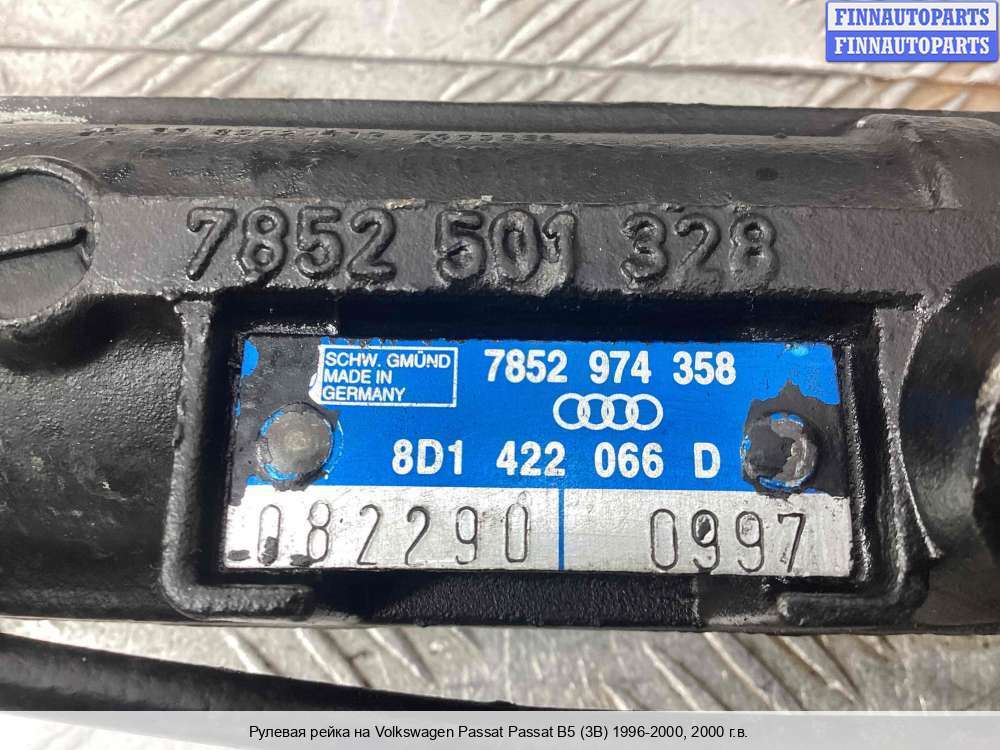 FINNAUTOPARTS
FINNAUTOPARTS
7852 501 328
SCHW. GMÜND
MADE IN
GERMANY
7852 974 358
8D1 422 066 D
082290 0997
Рулевая рейка на Volkswagen Passat Passat B5 (3B) 1996-2000, 2000 г.в.